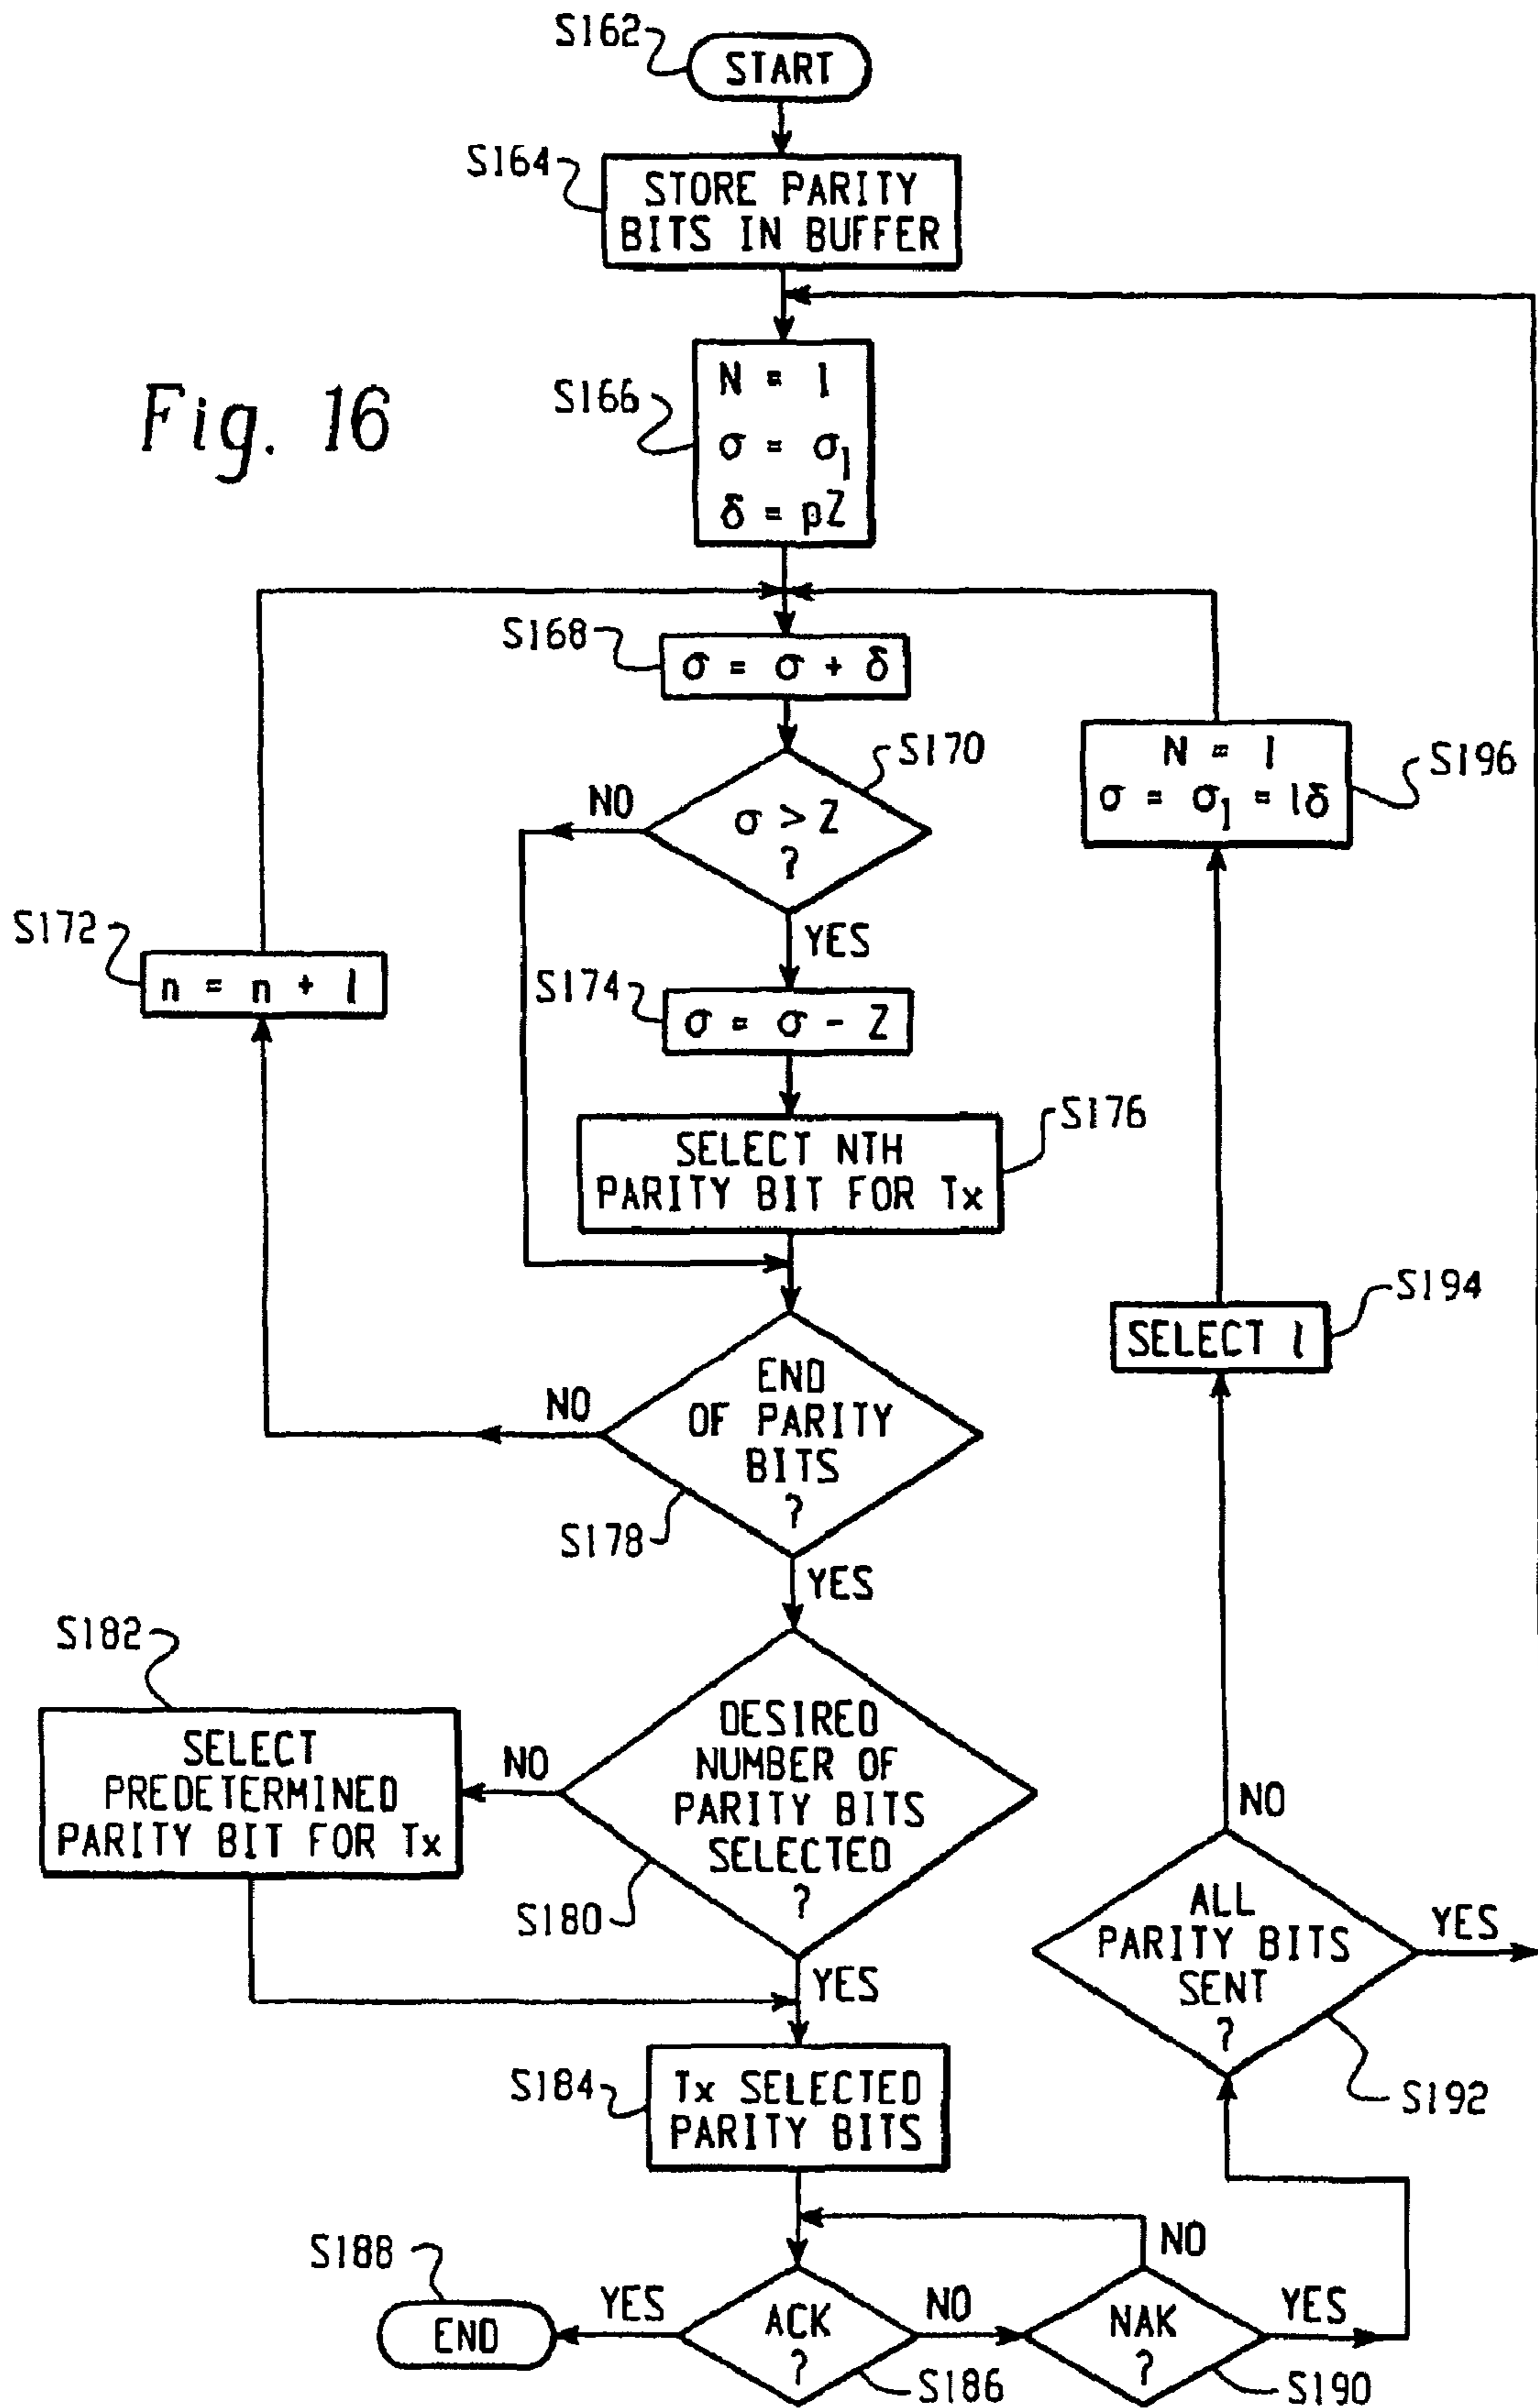 S162
START
S164
STORE PARITY
BITS IN BUFFER
Fig. 16
S166
N = 1
σ = σ1
δ = pZ
S168
σ = σ + δ
S170
NO
σ > Z
?
YES
S196
N = 1
σ = σ1 = lδ
S172
n = n + 1
S174
σ = σ - Z
S176
SELECT NTH
PARITY BIT FOR Tx
S194
SELECT l
NO
END
OF PARITY
BITS
?
S178
YES
S182
SELECT
PREDETERMINED
PARITY BIT FOR Tx
NO
DESIRED
NUMBER OF
PARITY BITS
SELECTED
?
S180
YES
NO
ALL
PARITY BITS
SENT
?
YES
S192
S184
Tx SELECTED
PARITY BITS
S188
END
YES
ACK
?
S186
NO
NO
NAK
?
YES
S190